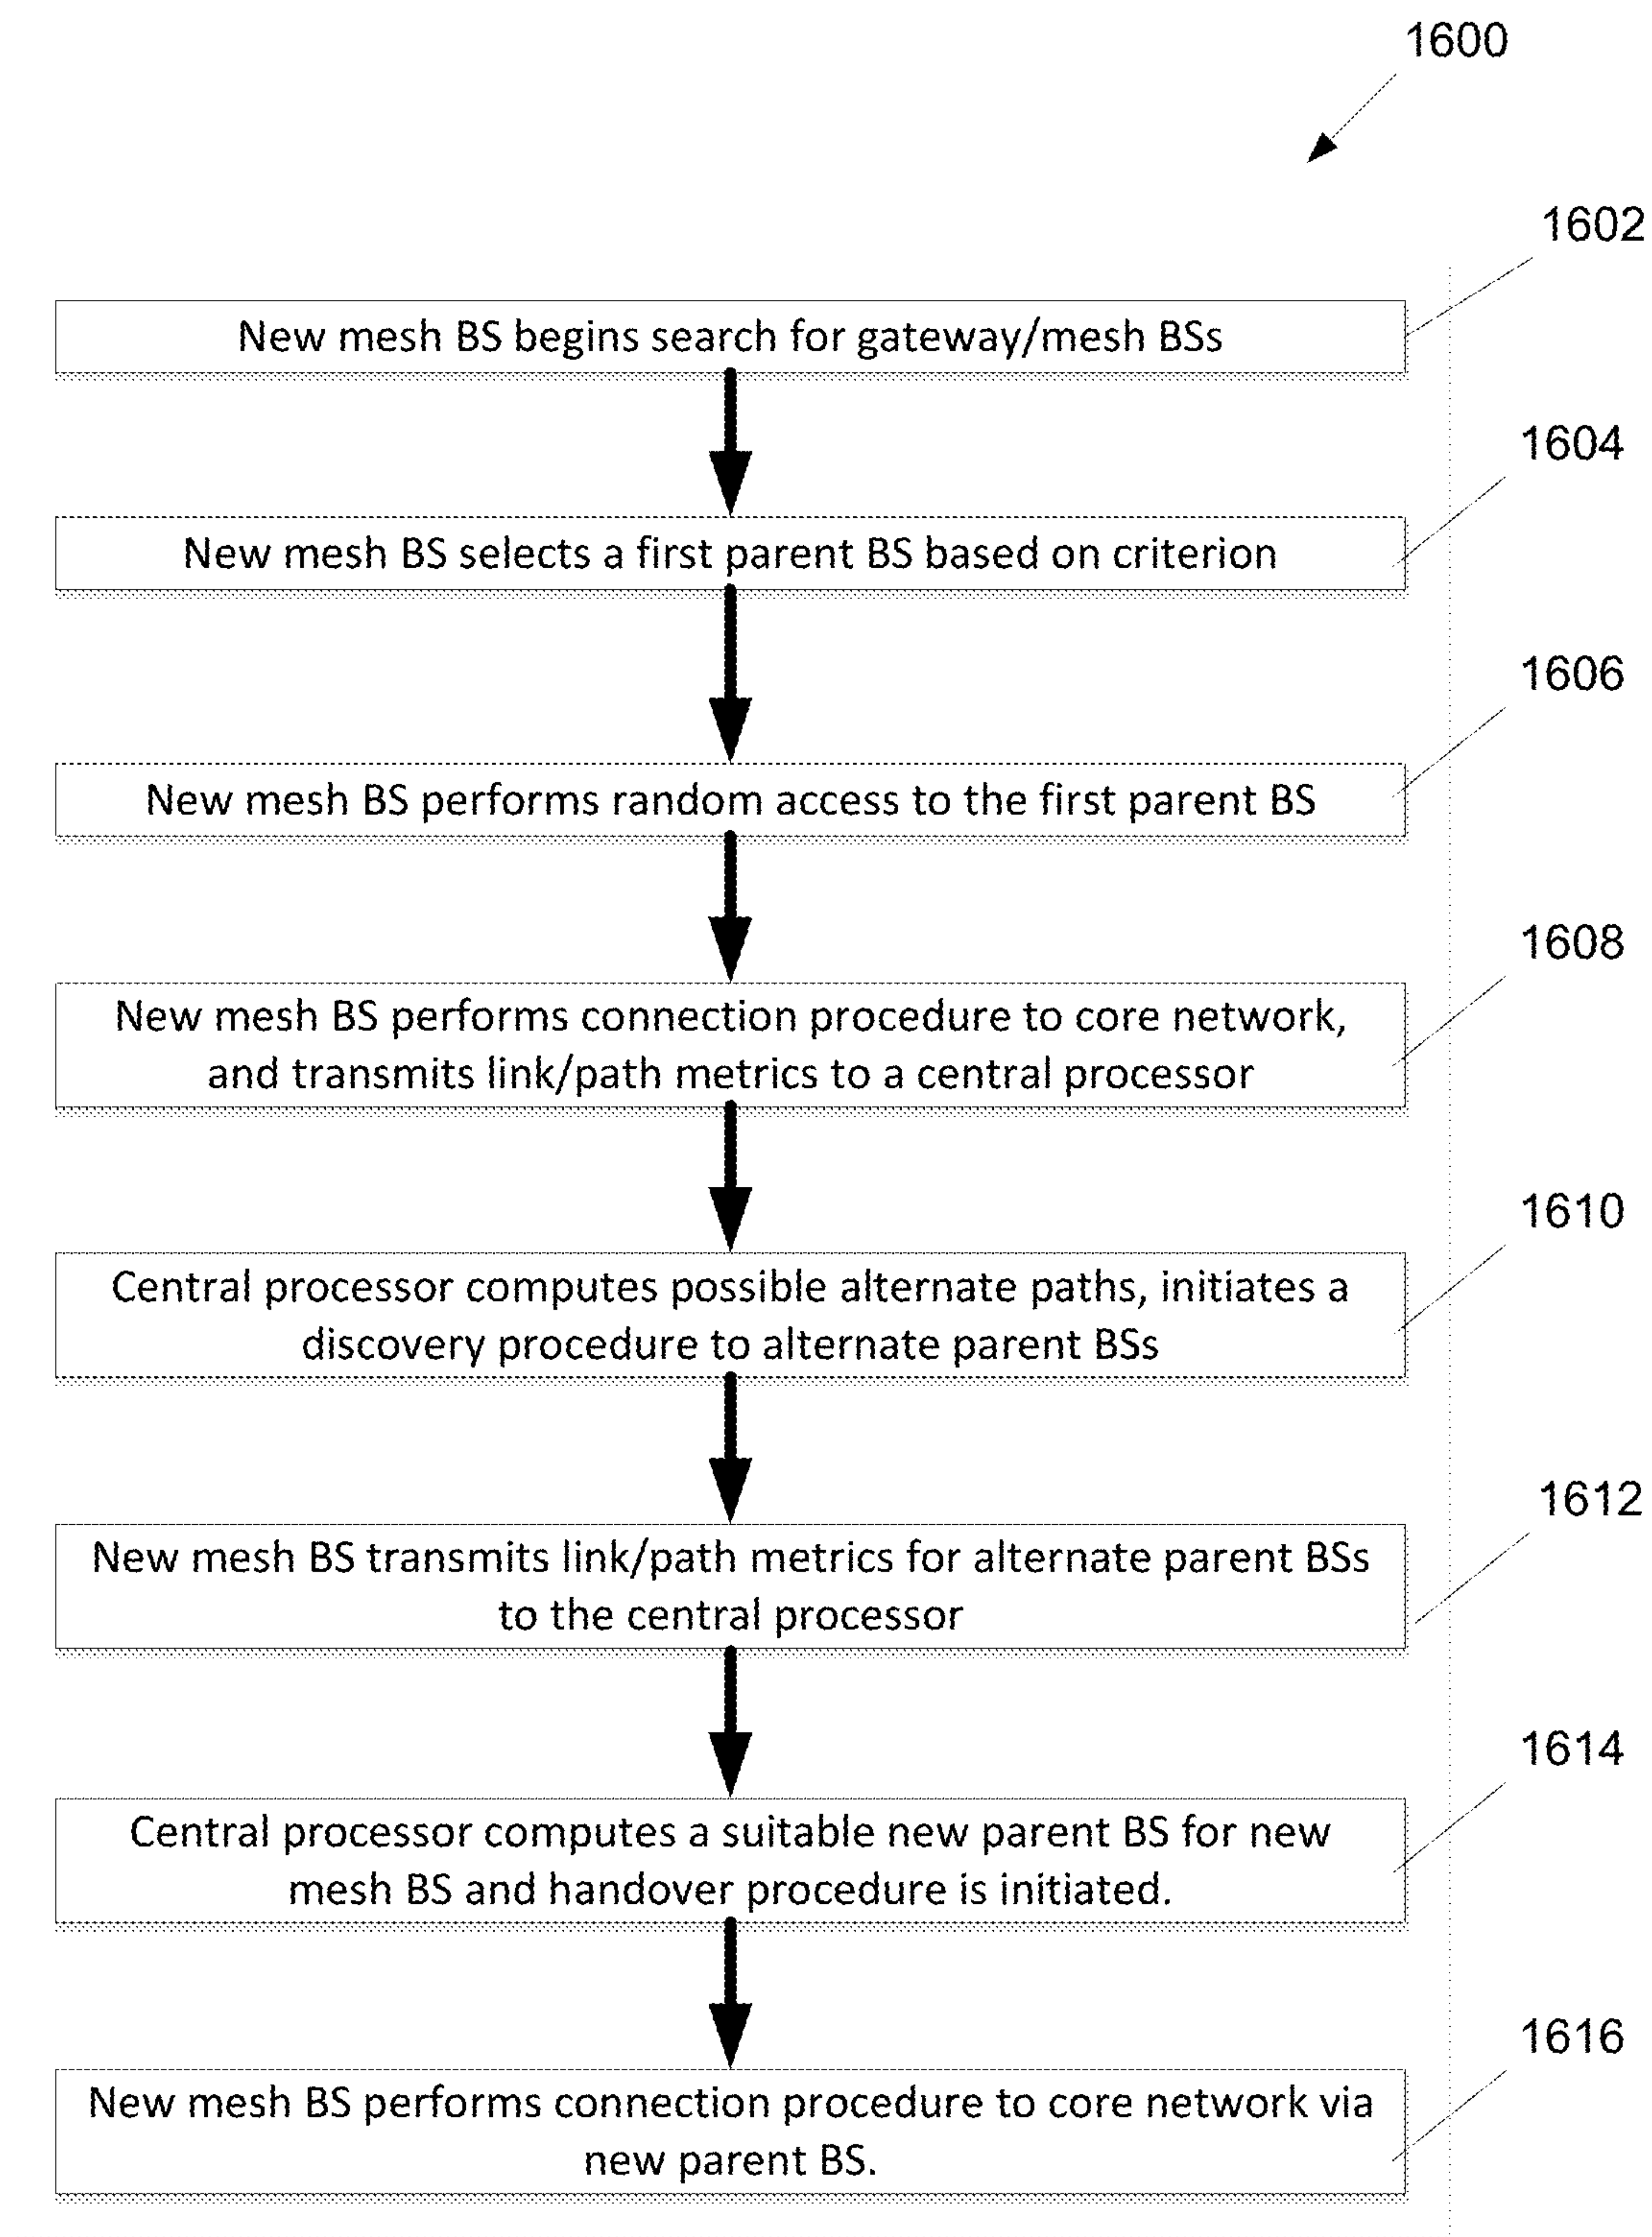 1600
1602
New mesh BS begins search for gateway/mesh BSs
1604
New mesh BS selects a first parent BS based on criterion
1606
New mesh BS performs random access to the first parent BS
1608
New mesh BS performs connection procedure to core network,
and transmits link/path metrics to a central processor
1610
Central processor computes possible alternate paths, initiates a
discovery procedure to alternate parent BSs
1612
New mesh BS transmits link/path metrics for alternate parent BSs
to the central processor
1614
Central processor computes a suitable new parent BS for new
mesh BS and handover procedure is initiated.
1616
New mesh BS performs connection procedure to core network via
new parent BS.